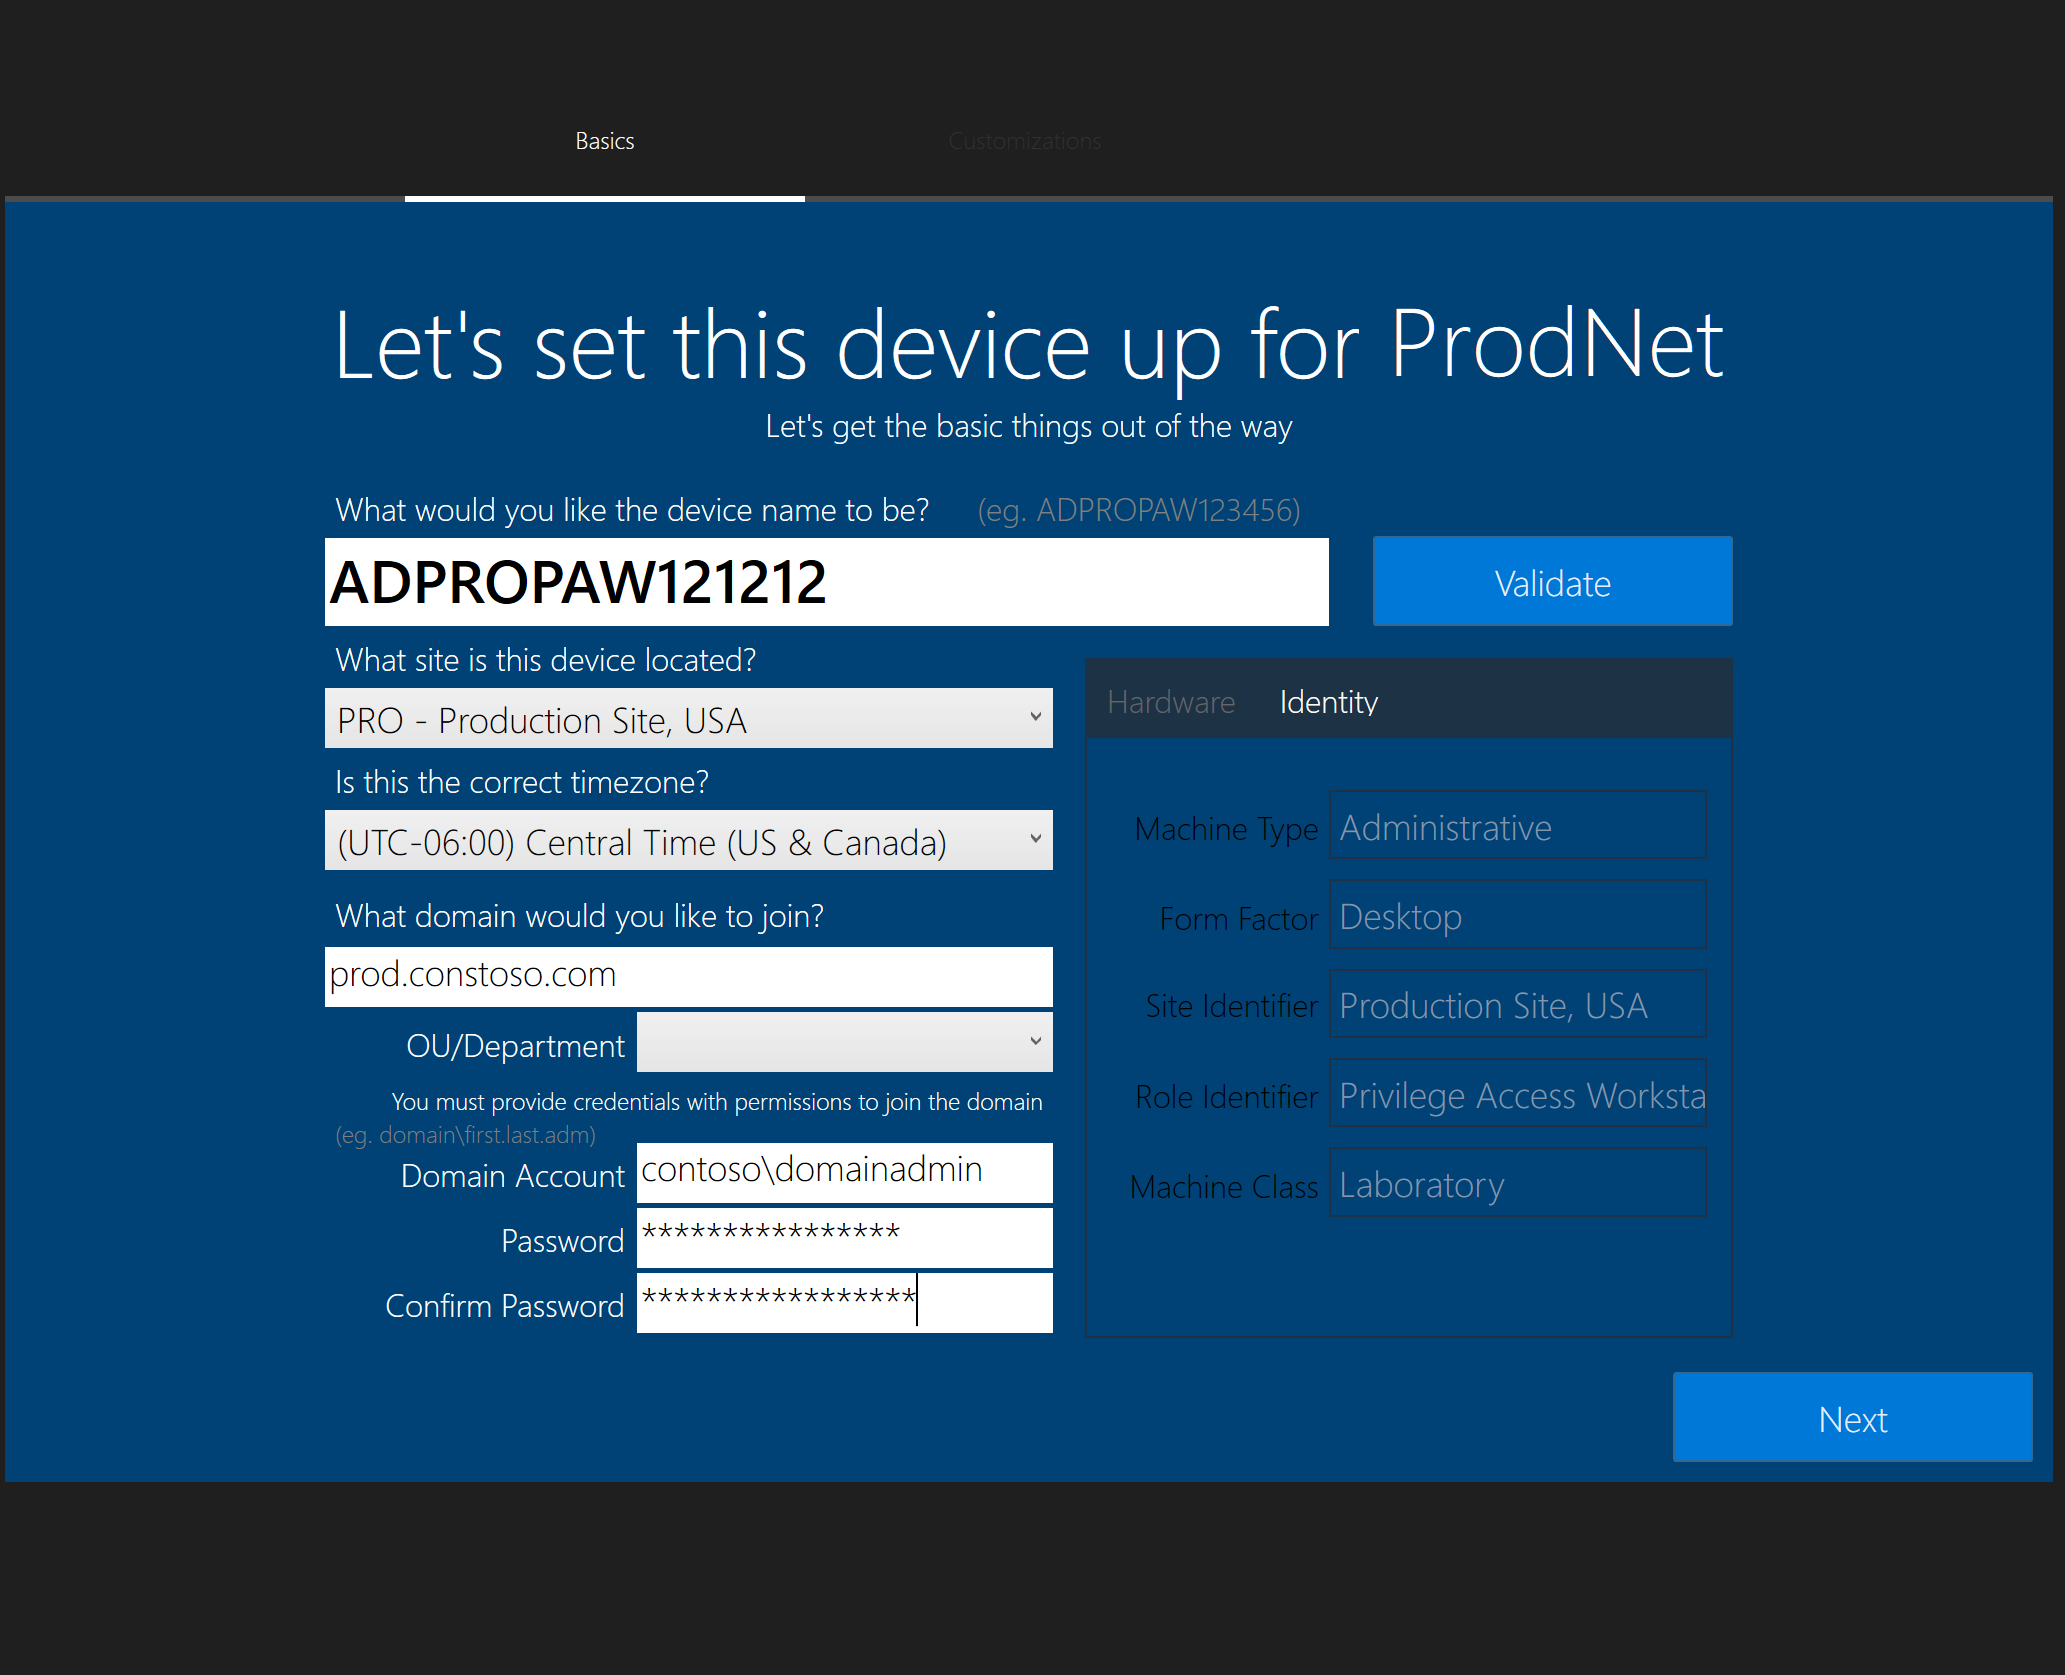 Basics
Customizations
Let's set this device up for ProdNet
Let's get the basic things out of the way
What would you like the device name to be? (eg. ADPROPAW123456)
ADPROPAW121212
Validate
What site is this device located?
PRO - Production Site, USA
Is this the correct timezone?
(UTC-06:00) Central Time (US & Canada)
What domain would you like to join?
prod.constoso.com
OU/Department
You must provide credentials with permissions to join the domain
(eg. domain\first.last.adm)
Domain Account contoso\domainadmin
Password ****************
Confirm Password *****************
Hardware Identity
Machine Type Administrative
Form Factor Desktop
Site Identifier Production Site, USA
Role Identifier Privilege Access Worksta
Machine Class Laboratory
Next